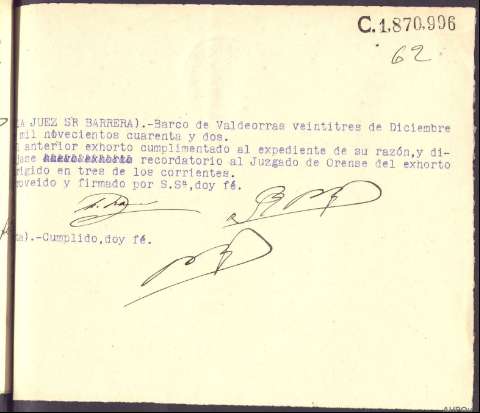 C.1.870,996
62
JUEZ SR BARRERA).-Barco de Valdeorras veintitres de Diciembre
mil novecientos cuarenta y dos.
anterior exhorto cumplimentado al expediente de su razón,y di-
recordatorio al Juzgado de Orense del exhorto
rigido en tres de los corrientes.
oveido y firmado por S.Sª,doy fé.
).-Cumplido,doy fé.